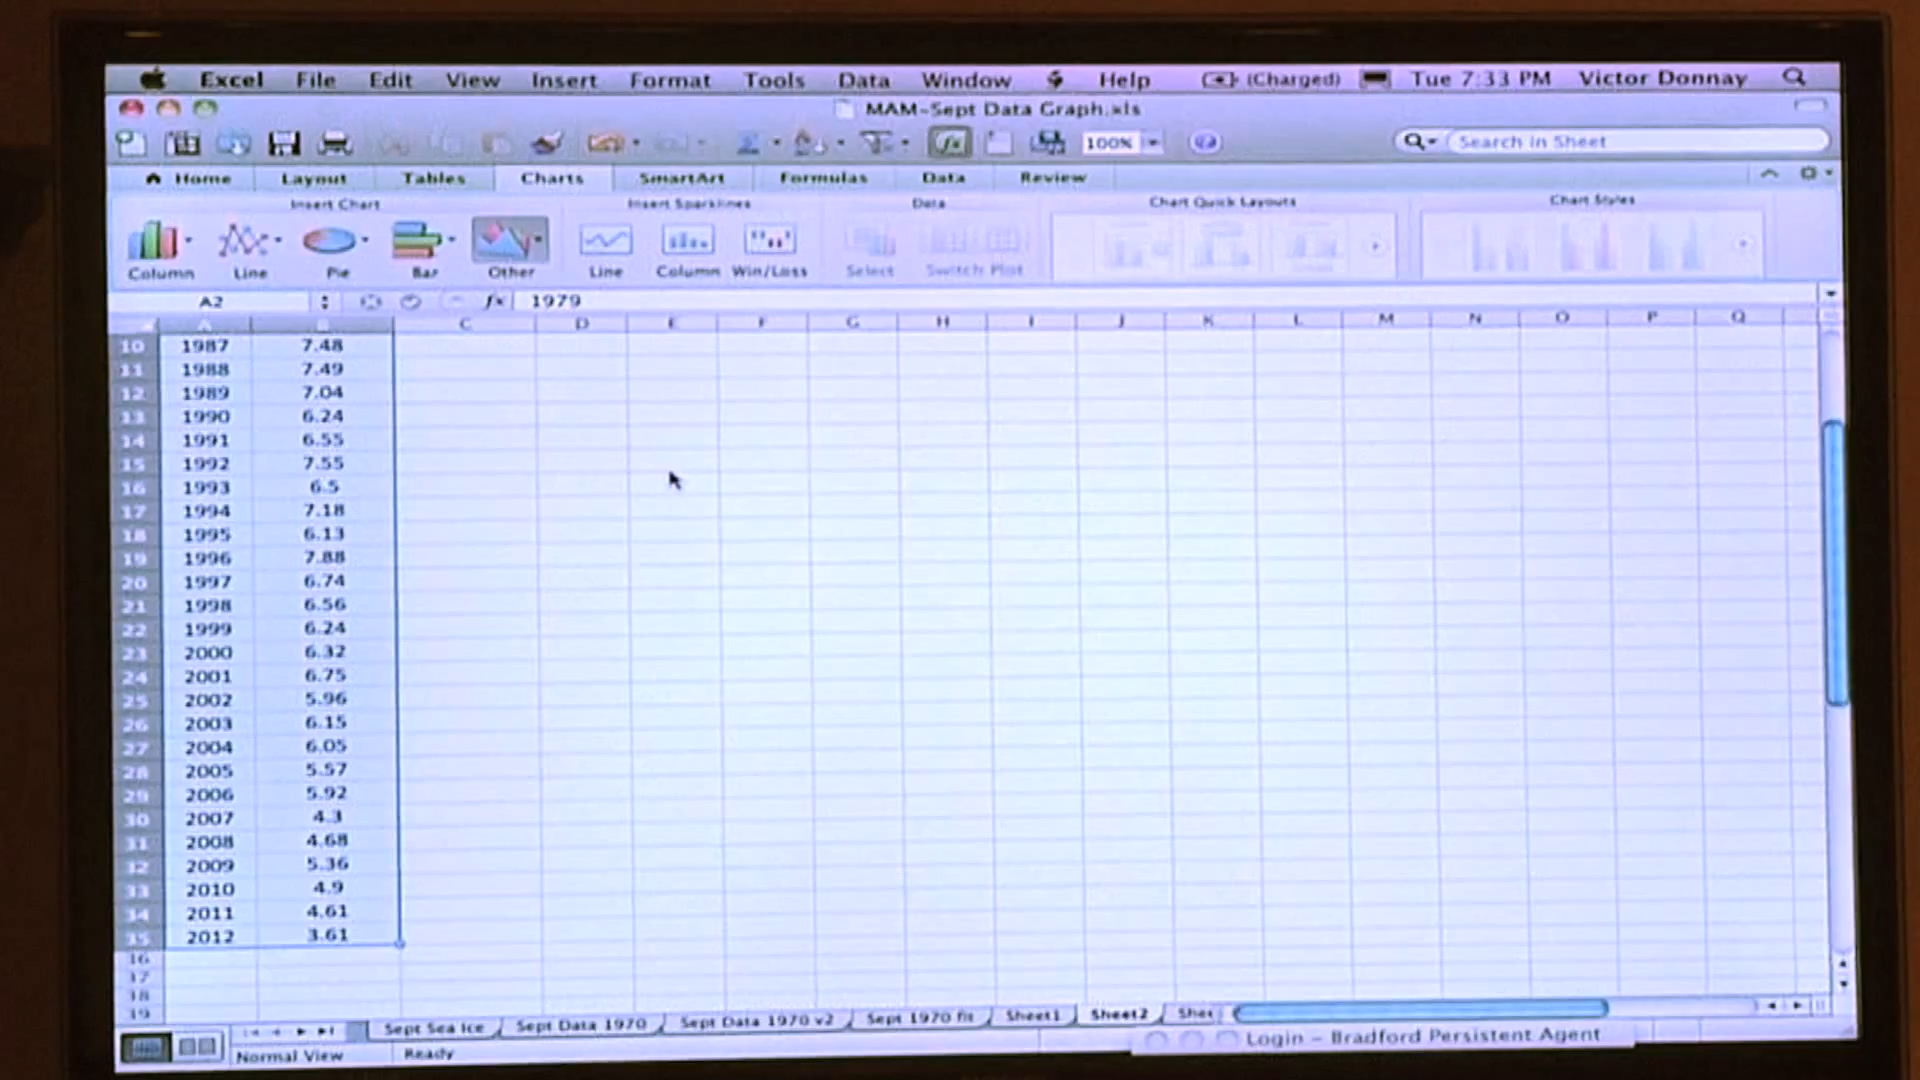 Excel File Edit View Insert Format Tools Data Window Help (Charged) Tue 7:33 PM Victor Donnay
MAM-Sept Data Graph.xls
100% Search in Sheet
Home Layout Tables Charts SmartArt Formulas Data Review
Insert Chart Insert Sparklines Data Chart Quick Layouts Chart Styles
Column Line Pie Bar Other Line Column Win/Loss Select Switch Plot
A2 fx 1979
A B C D E F G H I J K L M N O P Q
10 1987 7.48
11 1988 7.49
12 1989 7.04
13 1990 6.24
14 1991 6.55
15 1992 7.55
16 1993 6.5
17 1994 7.18
18 1995 6.13
19 1996 7.88
20 1997 6.74
21 1998 6.56
22 1999 6.24
23 2000 6.32
24 2001 6.75
25 2002 5.96
26 2003 6.15
27 2004 6.05
28 2005 5.57
29 2006 5.92
30 2007 4.3
31 2008 4.68
32 2009 5.36
33 2010 4.9
34 2011 4.61
35 2012 3.61
36
37
38
39
Sept Sea Ice Sept Data 1970 Sept Data 1970 v2 Sept 1970 fit Sheet1 Sheet2 Shee
Normal View Ready Login – Bradford Persistent Agent